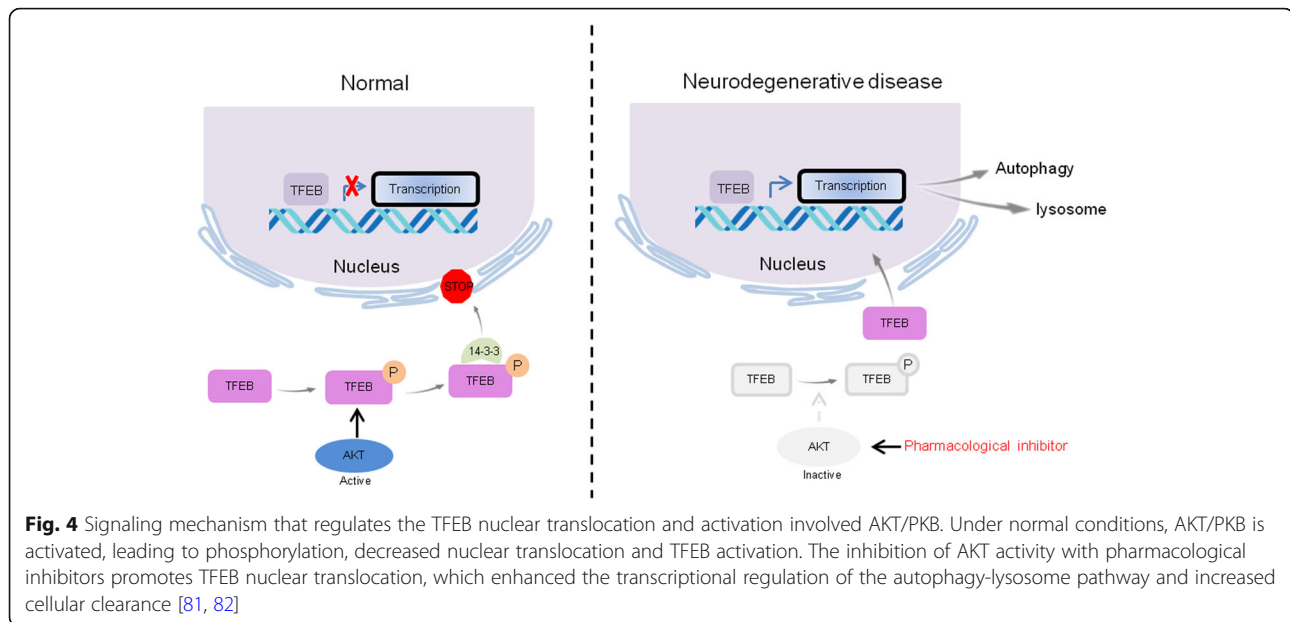 Normal
TFEB
Transcription
Nucleus
STOP
14-3-3
TFEB
TFEB
P
TFEB
P
AKT
Active
Neurodegenerative disease
TFEB
Transcription
Autophagy
lysosome
Nucleus
TFEB
TFEB
TFEB
P
AKT
Inactive
Pharmacological inhibitor
Fig. 4 Signaling mechanism that regulates the TFEB nuclear translocation and activation involved AKT/PKB. Under normal conditions, AKT/PKB is
activated, leading to phosphorylation, decreased nuclear translocation and TFEB activation. The inhibition of AKT activity with pharmacological
inhibitors promotes TFEB nuclear translocation, which enhanced the transcriptional regulation of the autophagy-lysosome pathway and increased
cellular clearance [81, 82]